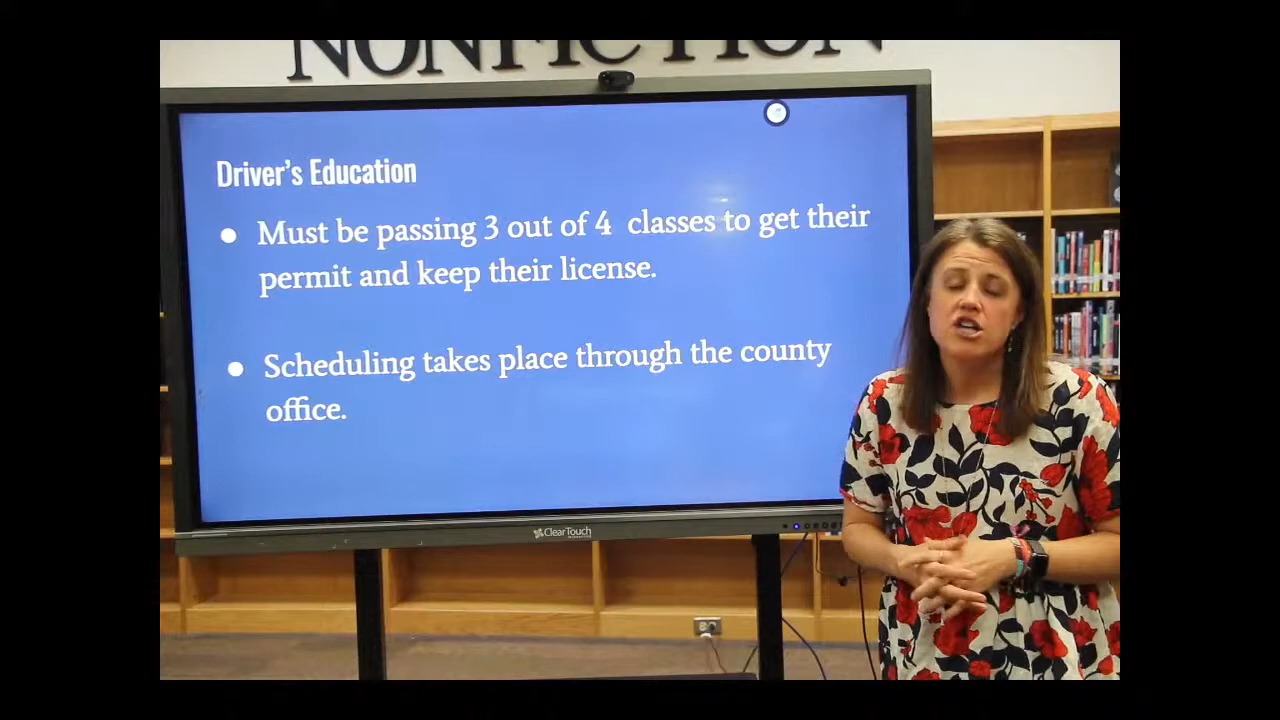 NONFICTION
Driver's Education
● Must be passing 3 out of 4 classes to get their
permit and keep their license.
● Scheduling takes place through the county
office.
ClearTouch